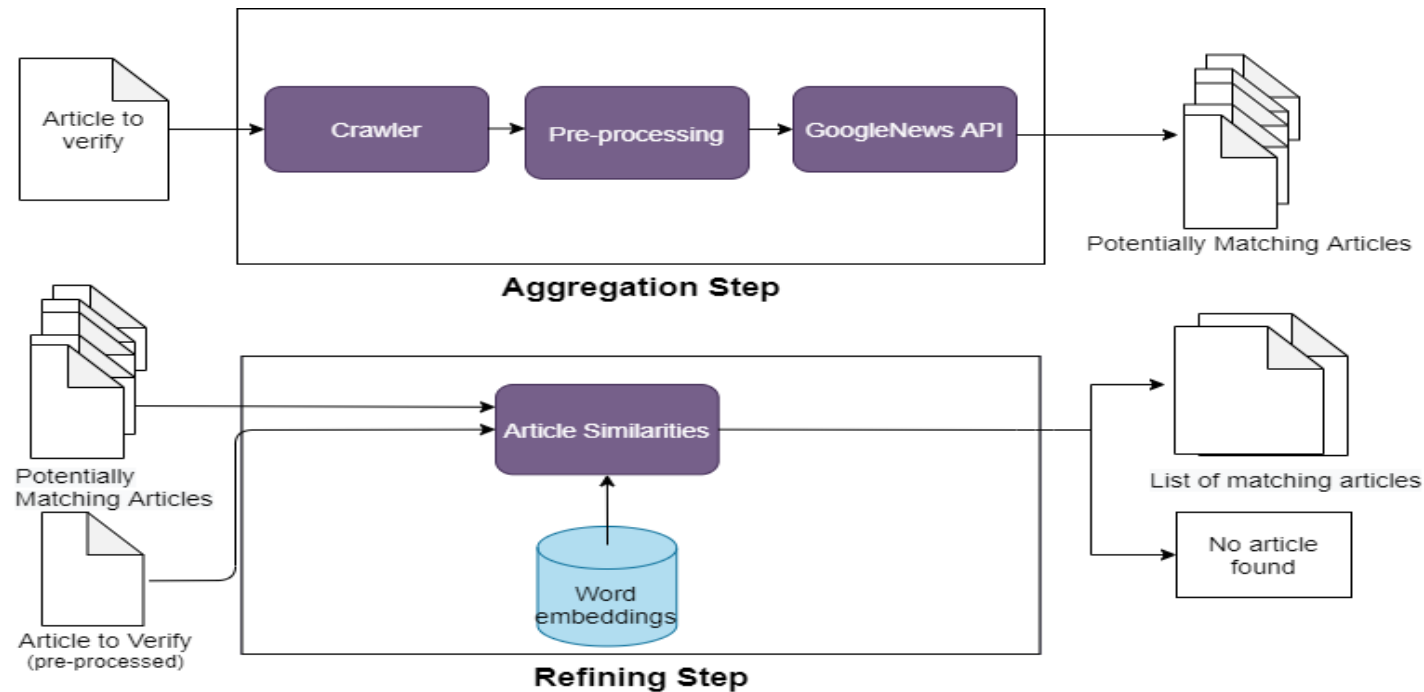 Article to
verify
Crawler
Pre-processing
GoogleNews API
Potentially Matching Articles
Aggregation Step
Potentially
Matching Articles
Article to Verify
(pre-processed)
Article Similarities
Word
embeddings
List of matching articles
No article
found
Refining Step